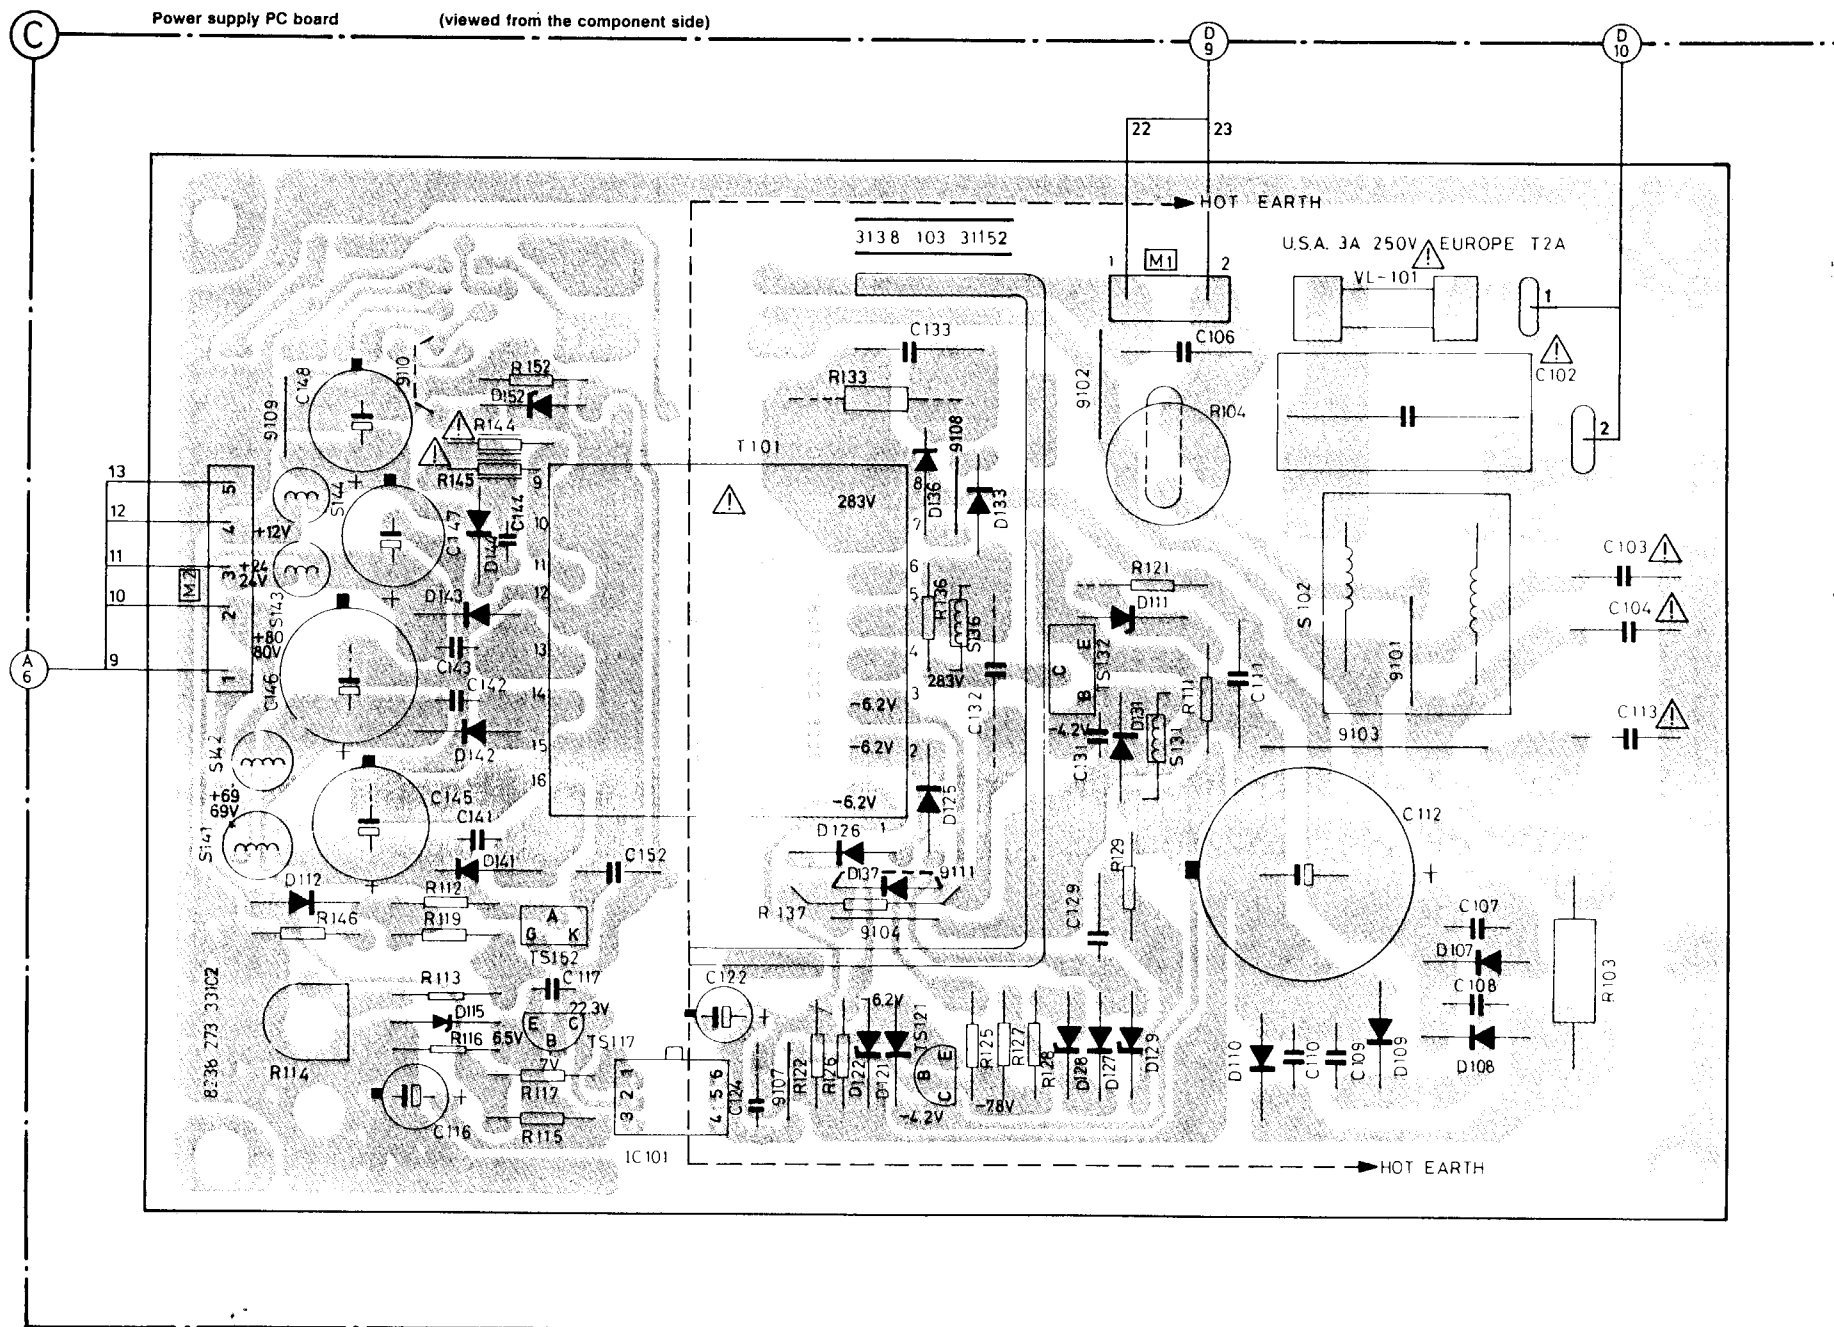 Power supply PC board (viewed from the component side)
C
D
9
D
10
22 23
HOT EARTH
3138 103 31152
U.S.A. 3A 250V EUROPE T2A
1 M1 2
VL-101
1
C133
C106
C102
C148
9110
R152
D152
R133
9102
R104
9109
R144
T101
9108
2
R145
9
8
283V
D136
D133
13
5
S144
C144
10
7
12
4
+12V
C147
D144
11
3
+24
24V
11
6
R121
C103
M2
10
2
S143
D143
12
5
R136
S136
D111
S102
C104
+80
80V
C143
13
4
E
C
B
TS132
9101
A
6
9
1
C146
C142
14
283V
3
-6.2V
C132
R111
C111
C113
S142
D142
15
-6.2V
2
-4.2V
C131
D131
S131
9103
+69
69V
C145
16
-6.2V
D125
C112
S141
C141
1
D126
R129
D141
C152
D137
9111
D112
R112
R137
9104
C129
R146
R119
A
G K
TS152
C107
D107
8236 273 33102
R113
C117
C122
C108
R103
D115
22.3V
E C
B
-6.2V
TS121
R116
6.5V
TS117
R114
7V
R117
D108
C116
R115
1
2
3
6
5
4
C124
9107
R122
R126
D122
D121
E
B
C
R125
R127
R128
D128
D127
D129
D110
C110
C109
D109
-4.2V
-78V
IC101
HOT EARTH